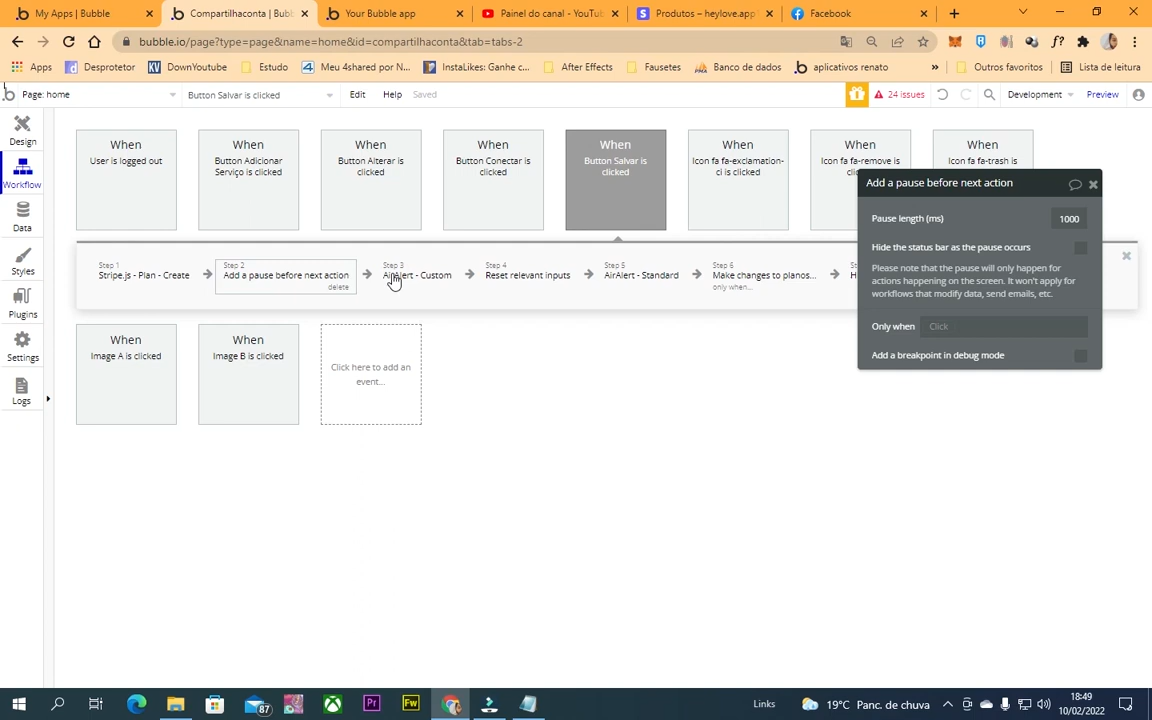 My Apps | Bubble
Compartilhaconta | Bubb
Your Bubble app
Painel do canal - YouTub
Produtos – heylove.app
Facebook
bubble.io/page?type=page&name=home&id=compartilhaconta&tab=tabs-2
Apps
Desprotetor
DownYoutube
Estudo
Meu 4shared por N...
InstaLikes: Ganhe c...
After Effects
Fausetes
Banco de dados
aplicativos renato
Outros favoritos
Lista de leitura
Page: home
Button Salvar is clicked
Edit
Help
Saved
24 issues
Development
Preview
Design
Workflow
Data
Styles
Plugins
Settings
Logs
When
User is logged out
When
Button Adicionar
Serviço is clicked
When
Button Alterar is
clicked
When
Button Conectar is
clicked
When
Button Salvar is
clicked
When
Icon fa fa-exclamation-
ci is clicked
When
Icon fa fa-remove is
When
Icon fa fa-trash is
Step 1
Stripe.js - Plan - Create
Step 2
Add a pause before next action
delete
Step 3
AirAlert - Custom
Step 4
Reset relevant inputs
Step 5
AirAlert - Standard
Step 6
Make changes to planos...
only when...
Add a pause before next action
Pause length (ms)
1000
Hide the status bar as the pause occurs
Please note that the pause will only happen for
actions happening on the screen. It won't apply for
workflows that modify data, send emails, etc.
Only when
Click
Add a breakpoint in debug mode
When
Image A is clicked
When
Image B is clicked
Click here to add an
event...
87
Links
19°C Panc. de chuva
18:49
10/02/2022